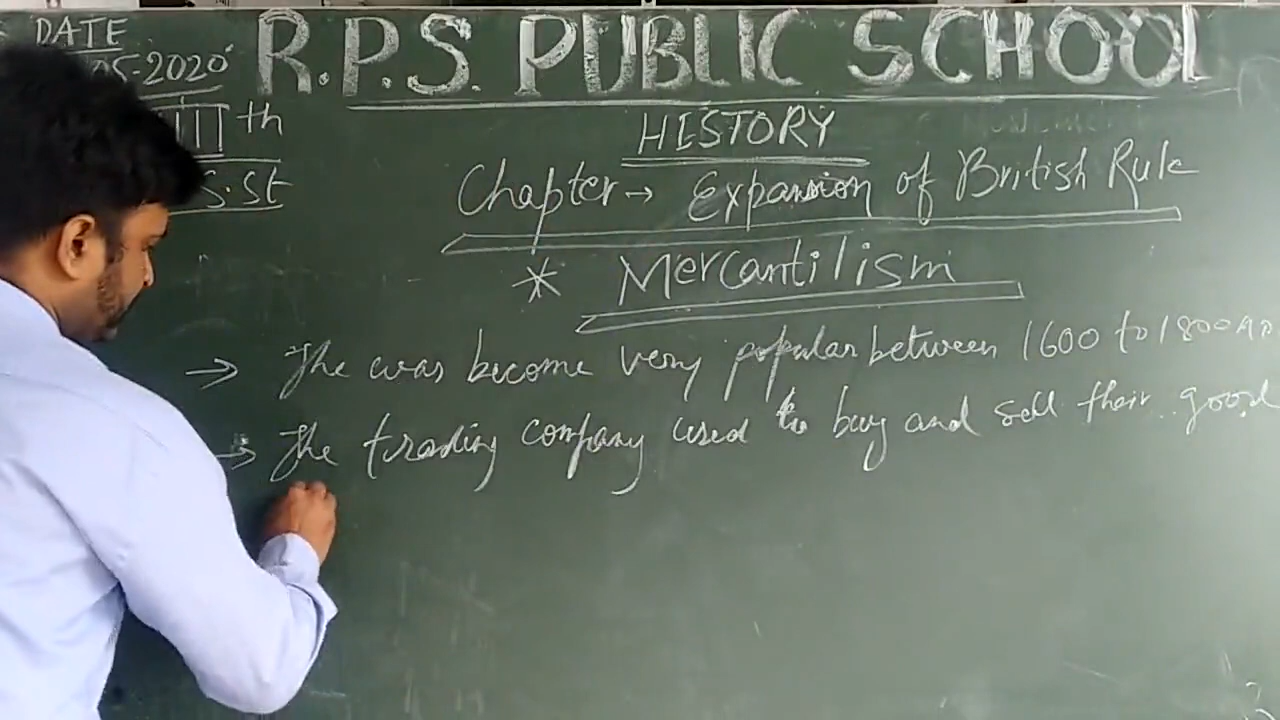 DATE
05-2020
R.P.S. PUBLIC SCHOOL
IIIth
S.St
HISTORY
Chapter→ Expansion of British Rule
* Mercantilism
→ The was become very popular between 1600 to 1800 AD
→ The trading company used to buy and sell their good